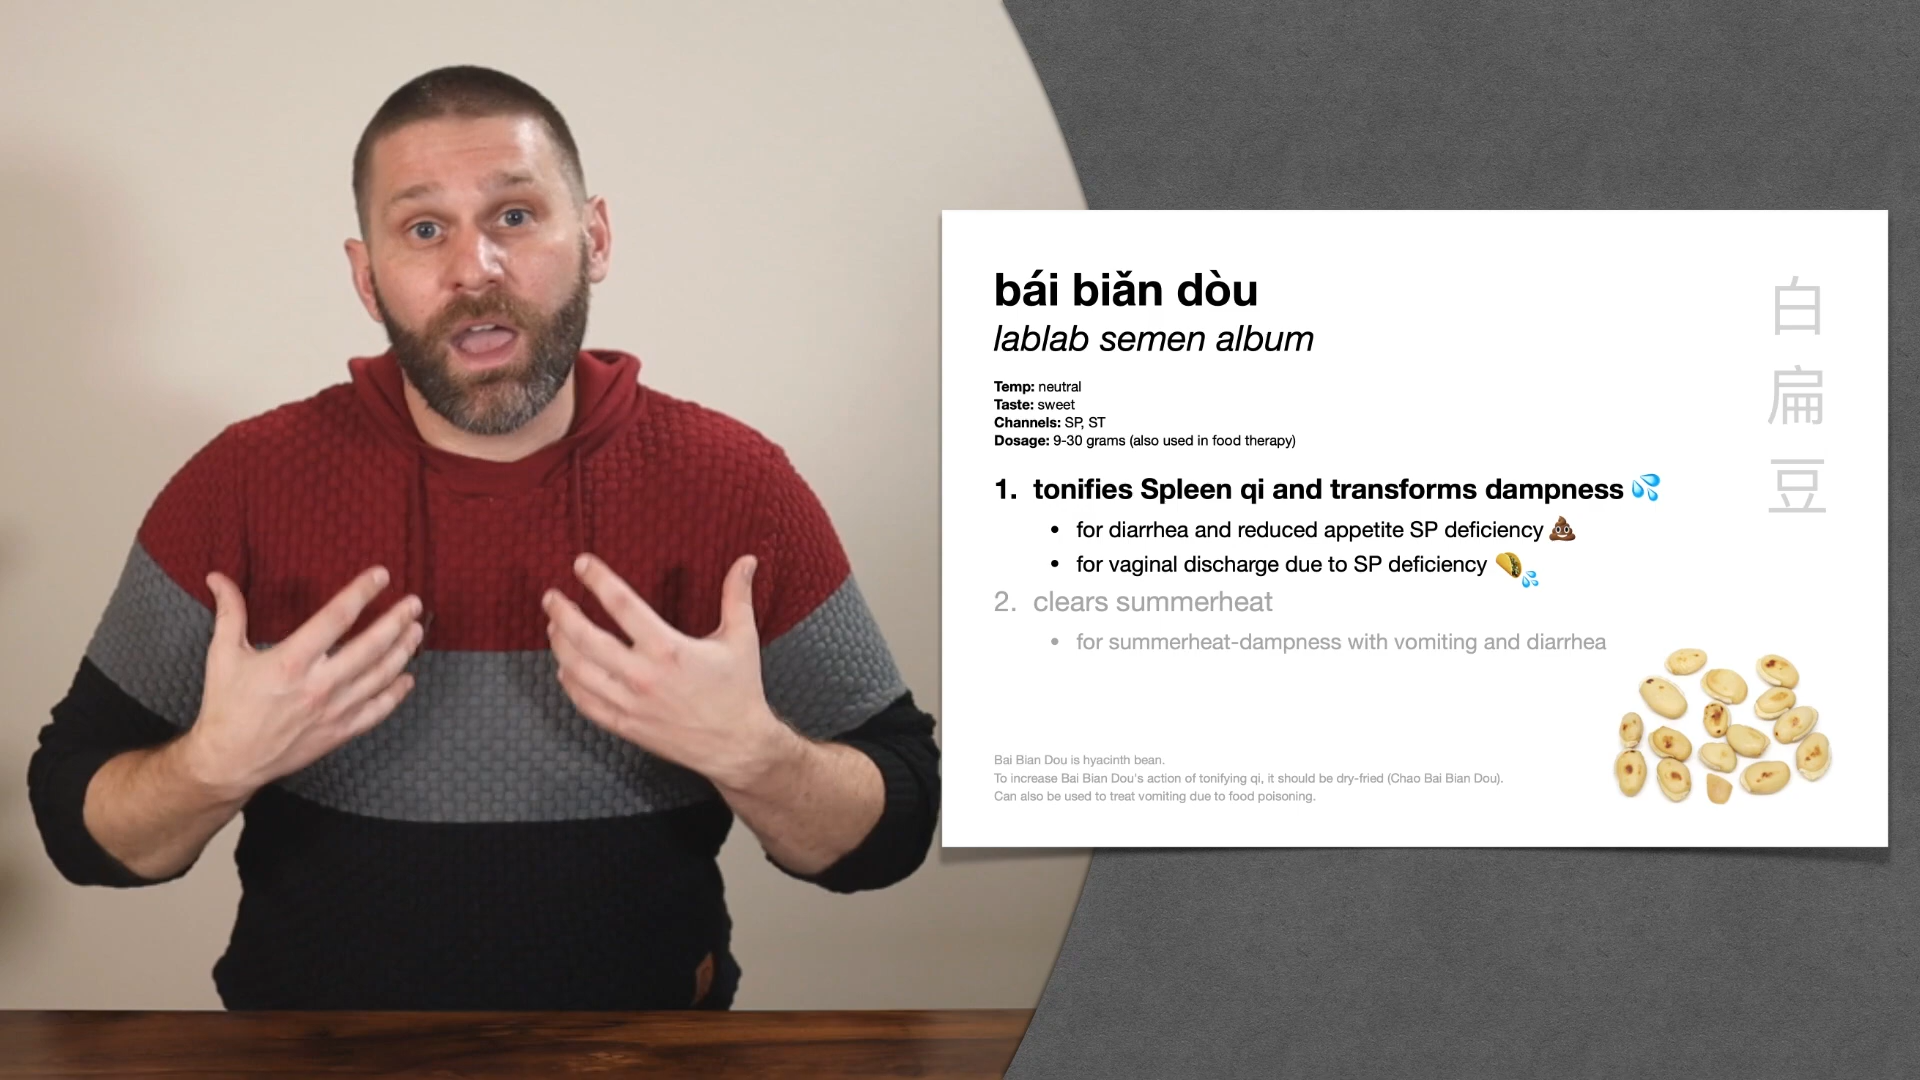 bái biǎn dòu
lablab semen album
Temp: neutral
Taste: sweet
Channels: SP, ST
Dosage: 9-30 grams (also used in food therapy)
1. tonifies Spleen qi and transforms dampness 💦
• for diarrhea and reduced appetite SP deficiency 💩
• for vaginal discharge due to SP deficiency 🌮💦
2. clears summerheat
• for summerheat-dampness with vomiting and diarrhea
Bai Bian Dou is hyacinth bean.
To increase Bai Bian Dou's action of tonifying qi, it should be dry-fried (Chao Bai Bian Dou).
Can also be used to treat vomiting due to food poisoning.
白
扁
豆